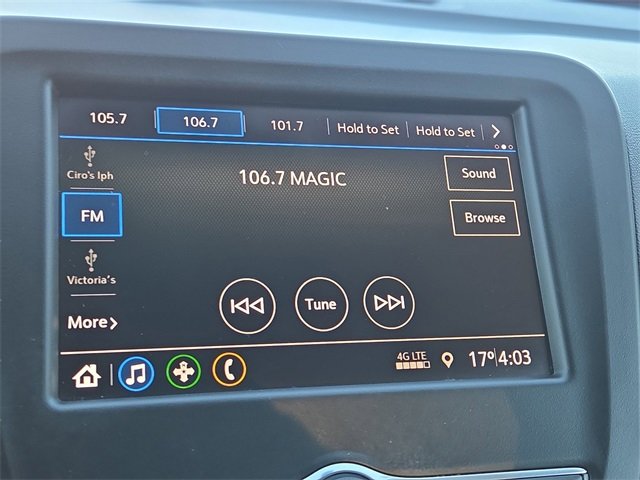 105.7 106.7 101.7 Hold to Set Hold to Set
Ciro's Iph
106.7 MAGIC
Sound
FM
Browse
Victoria's
Tune
More
4G LTE
17° 4:03